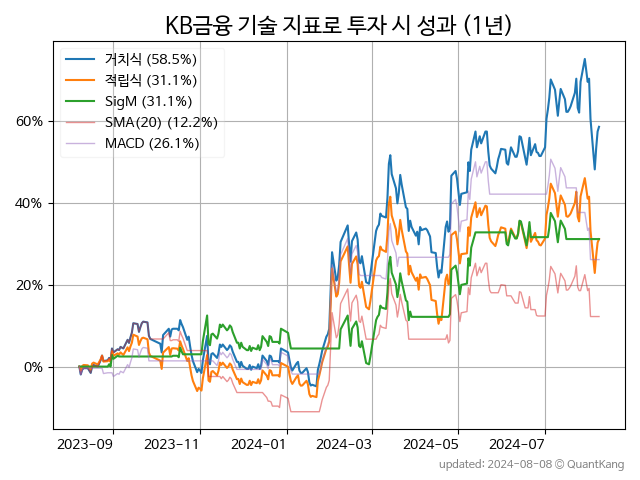 KB금융 기술 지표로 투자 시 성과 (1년)
거치식 (58.5%)
적립식 (31.1%)
SigM (31.1%)
SMA(20) (12.2%)
MACD (26.1%)
60%
40%
20%
0%
2023-09 2023-11 2024-01 2024-03 2024-05 2024-07
updated: 2024-08-08 © QuantKang